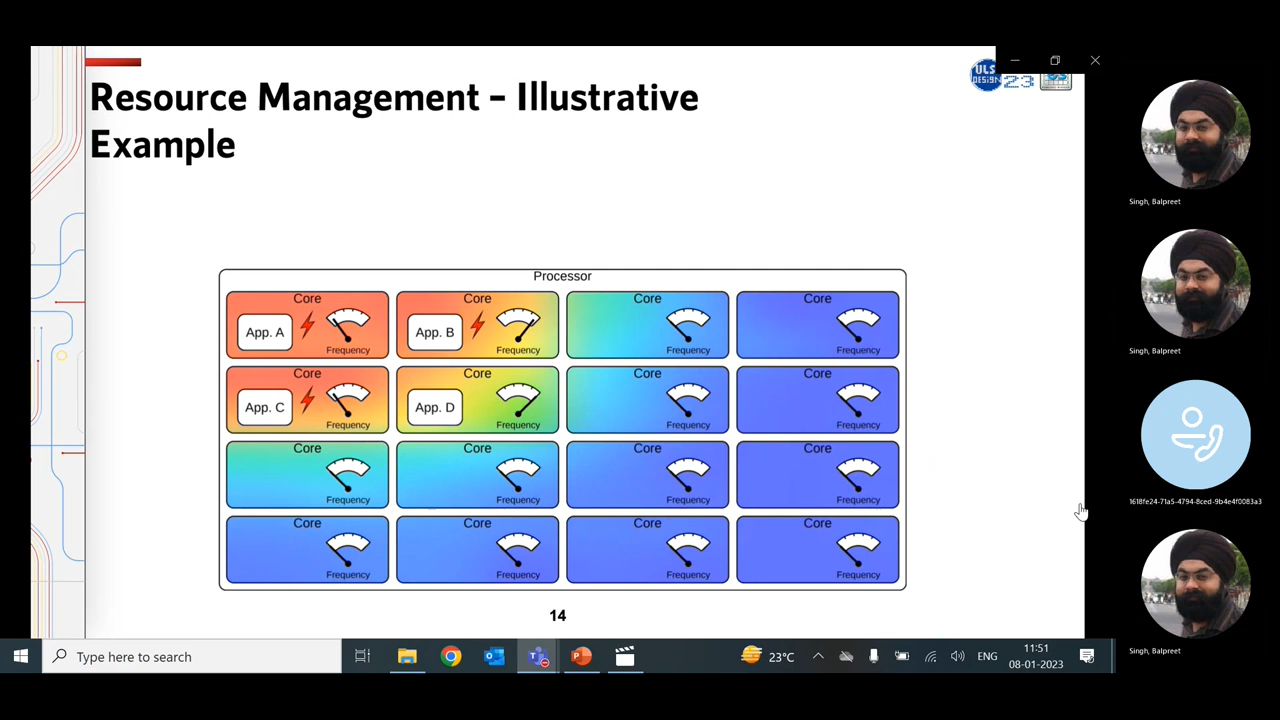 Resource Management – Illustrative
Example
ULS
DESIGN
23
Processor
Core Core Core Core
App. A App. B
Frequency Frequency Frequency Frequency
Core Core Core Core
App. C App. D
Frequency Frequency Frequency Frequency
Core Core Core Core
Frequency Frequency Frequency Frequency
Core Core Core Core
Frequency Frequency Frequency Frequency
14
Singh, Balpreet
Singh, Balpreet
1618fe24-71a5-4794-8ced-9b4e4f0083a3
Singh, Balpreet
Type here to search
23°C
ENG
11:51
08-01-2023